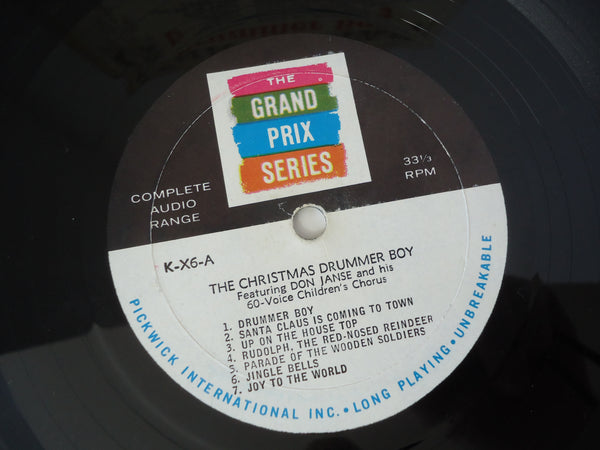 THE
GRAND
PRIX
SERIES
COMPLETE
AUDIO
RANGE
33⅓
RPM
K-X6-A
THE CHRISTMAS DRUMMER BOY
Featuring DON JANSE and his
60-Voice Children's Chorus
1. DRUMMER BOY
2. SANTA CLAUS IS COMING TO TOWN
3. UP ON THE HOUSE TOP
4. RUDOLPH, THE RED-NOSED REINDEER
5. PARADE OF THE WOODEN SOLDIERS
6. JINGLE BELLS
7. JOY TO THE WORLD
PICKWICK INTERNATIONAL INC. • LONG PLAYING • UNBREAKABLE